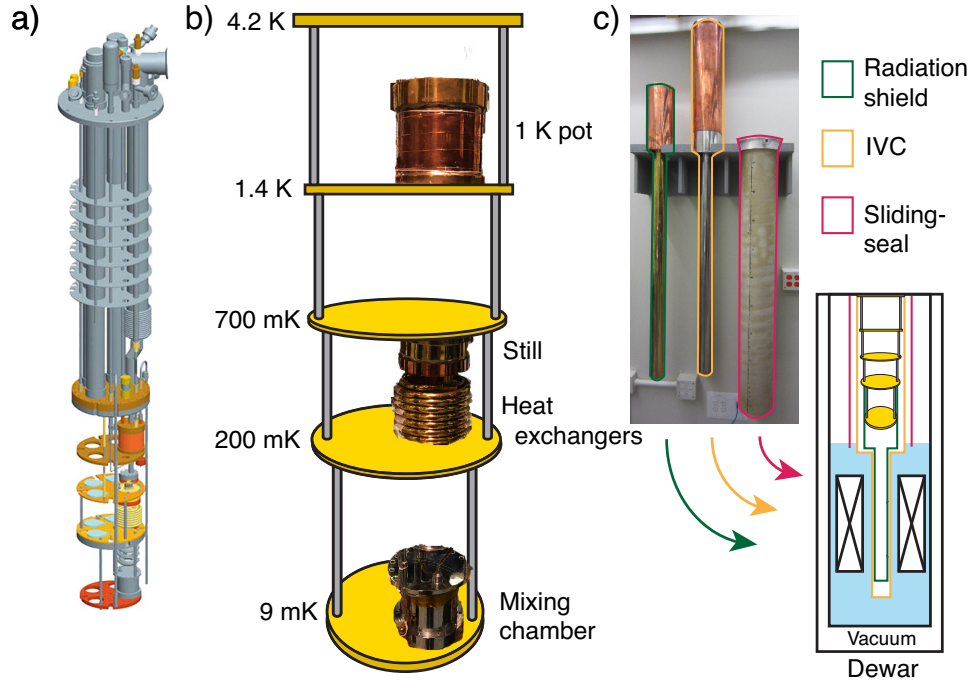 a)
b)
4.2 K
1 K pot
1.4 K
700 mK
Still
Heat
exchangers
200 mK
9 mK
Mixing
chamber
c)
Radiation
shield
IVC
Sliding-
seal
Vacuum
Dewar